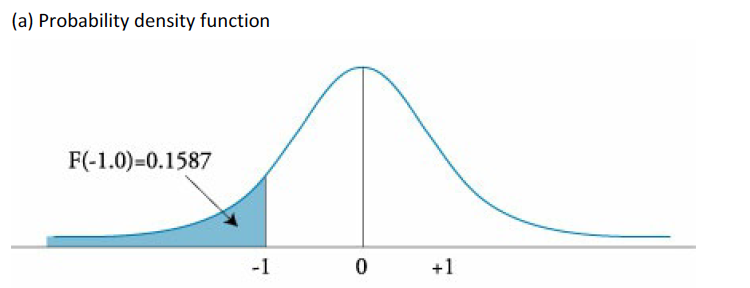 (a) Probability density function
F(-1.0)=0.1587
-1 0 +1